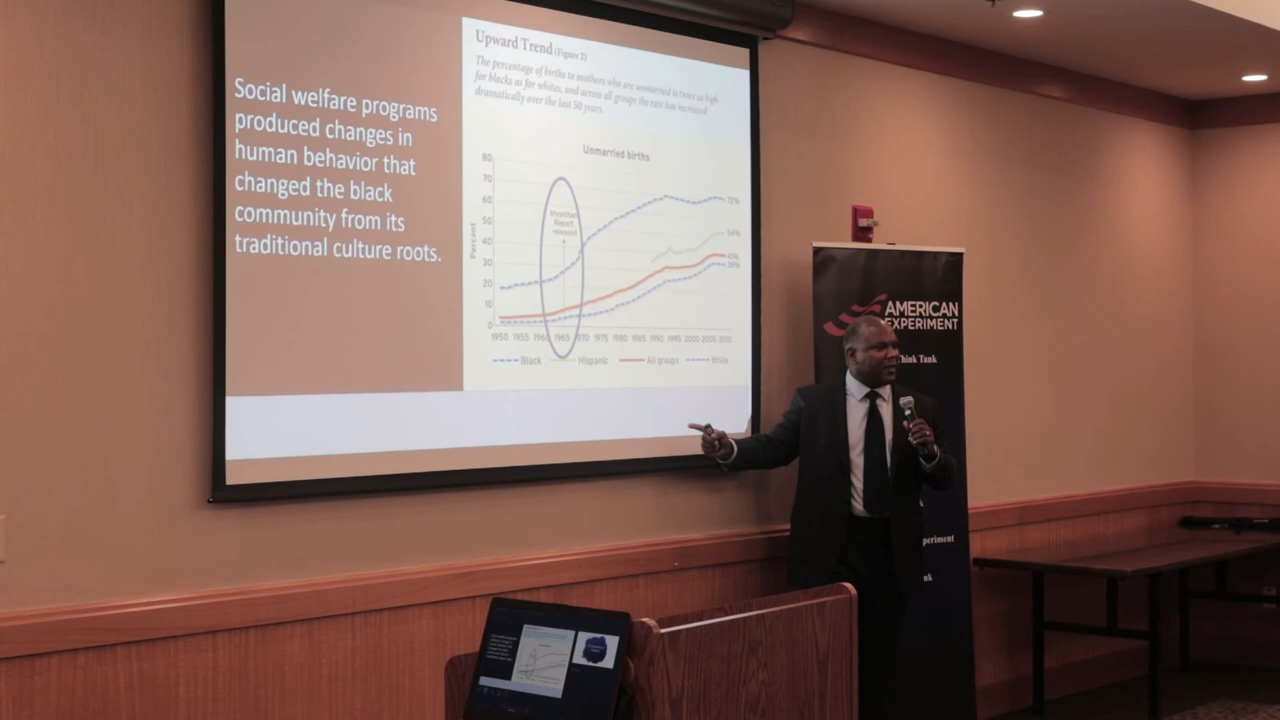 Social welfare programs
produced changes in
human behavior that
changed the black
community from its
traditional culture roots.
Upward Trend (Figure 2)
The percentage of births to mothers who are unmarried is twice as high
for blacks as for whites, and across all groups the rate has increased
dramatically over the last 50 years.
Unmarried births
Percent
80
70
60
50
40
30
20
10
0
Moynihan
Report
released
72%
54%
41%
36%
1950 1955 1960 1965 1970 1975 1980 1985 1990 1995 2000 2005 2010
Black Hispanic All groups White
AMERICAN
EXPERIMENT
Think Tank
periment
nk